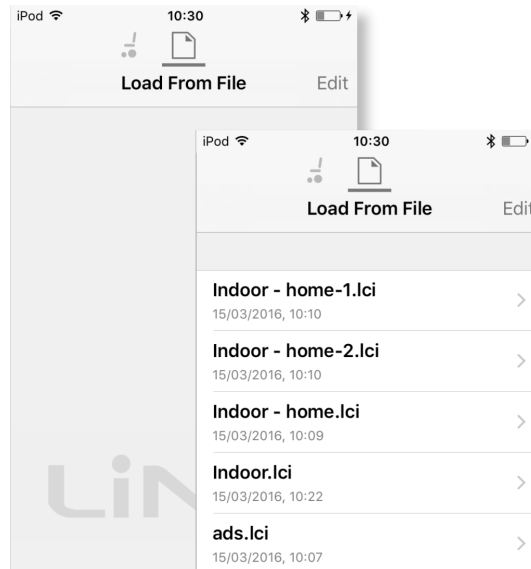 iPod 10:30
Load From File Edit
iPod 10:30
Load From File Edit
Indoor - home-1.lci
15/03/2016, 10:10
Indoor - home-2.lci
15/03/2016, 10:10
Indoor - home.lci
15/03/2016, 10:09
Indoor.lci
15/03/2016, 10:22
LiN
ads.lci
15/03/2016, 10:07